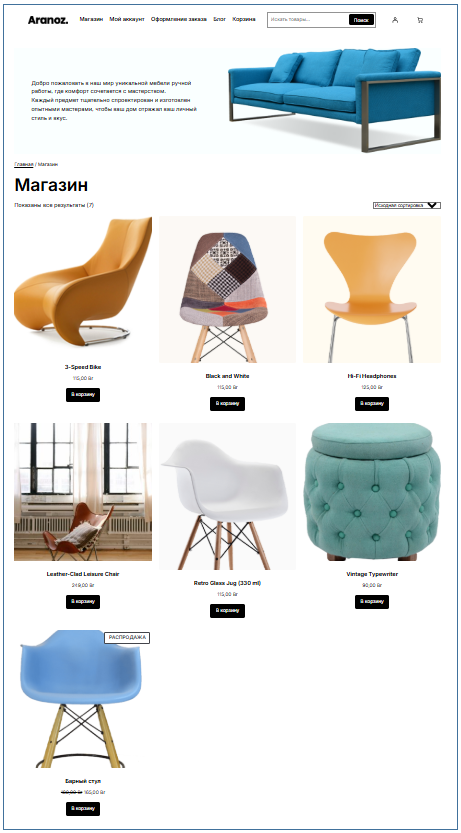 Aranoz. Магазин Мой аккаунт Оформление заказа Блог Корзина Искать товары... Поиск
Добро пожаловать в наш мир уникальной мебели ручной
работы, где комфорт сочетается с мастерством.
Каждый предмет тщательно спроектирован и изготовлен
опытными мастерами, чтобы ваш дом отражал ваш личный
стиль и вкус.
Главная / Магазин
Магазин
Показаны все результаты (7) Исходная сортировка
3-Speed Bike
115,00 Br
В корзину
Black and White
115,00 Br
В корзину
Hi-Fi Headphones
125,00 Br
В корзину
Leather-Clad Leisure Chair
249,00 Br
В корзину
Retro Glass Jug (330 ml)
115,00 Br
В корзину
Vintage Typewriter
90,00 Br
В корзину
РАСПРОДАЖА
Барный стул
165,00 Br
В корзину